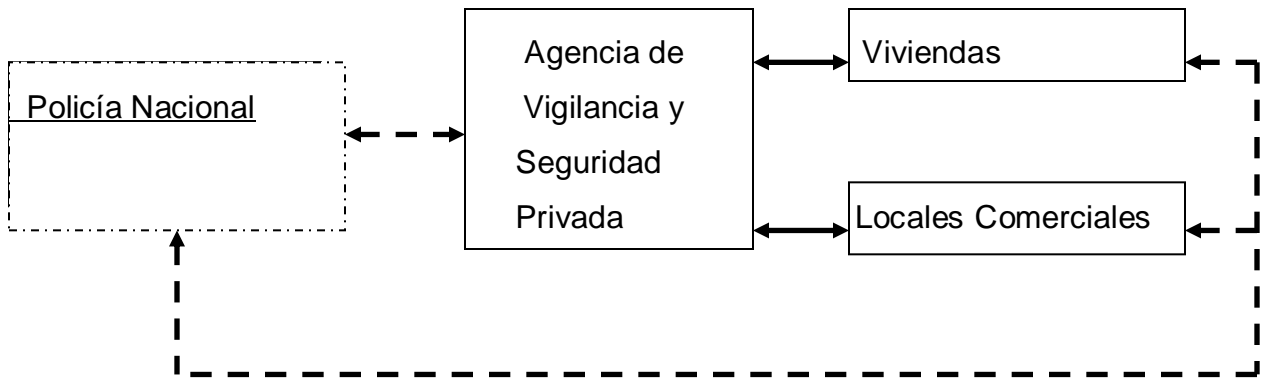 Policía Nacional
Agencia de
Vigilancia y
Seguridad
Privada
Viviendas
Locales Comerciales